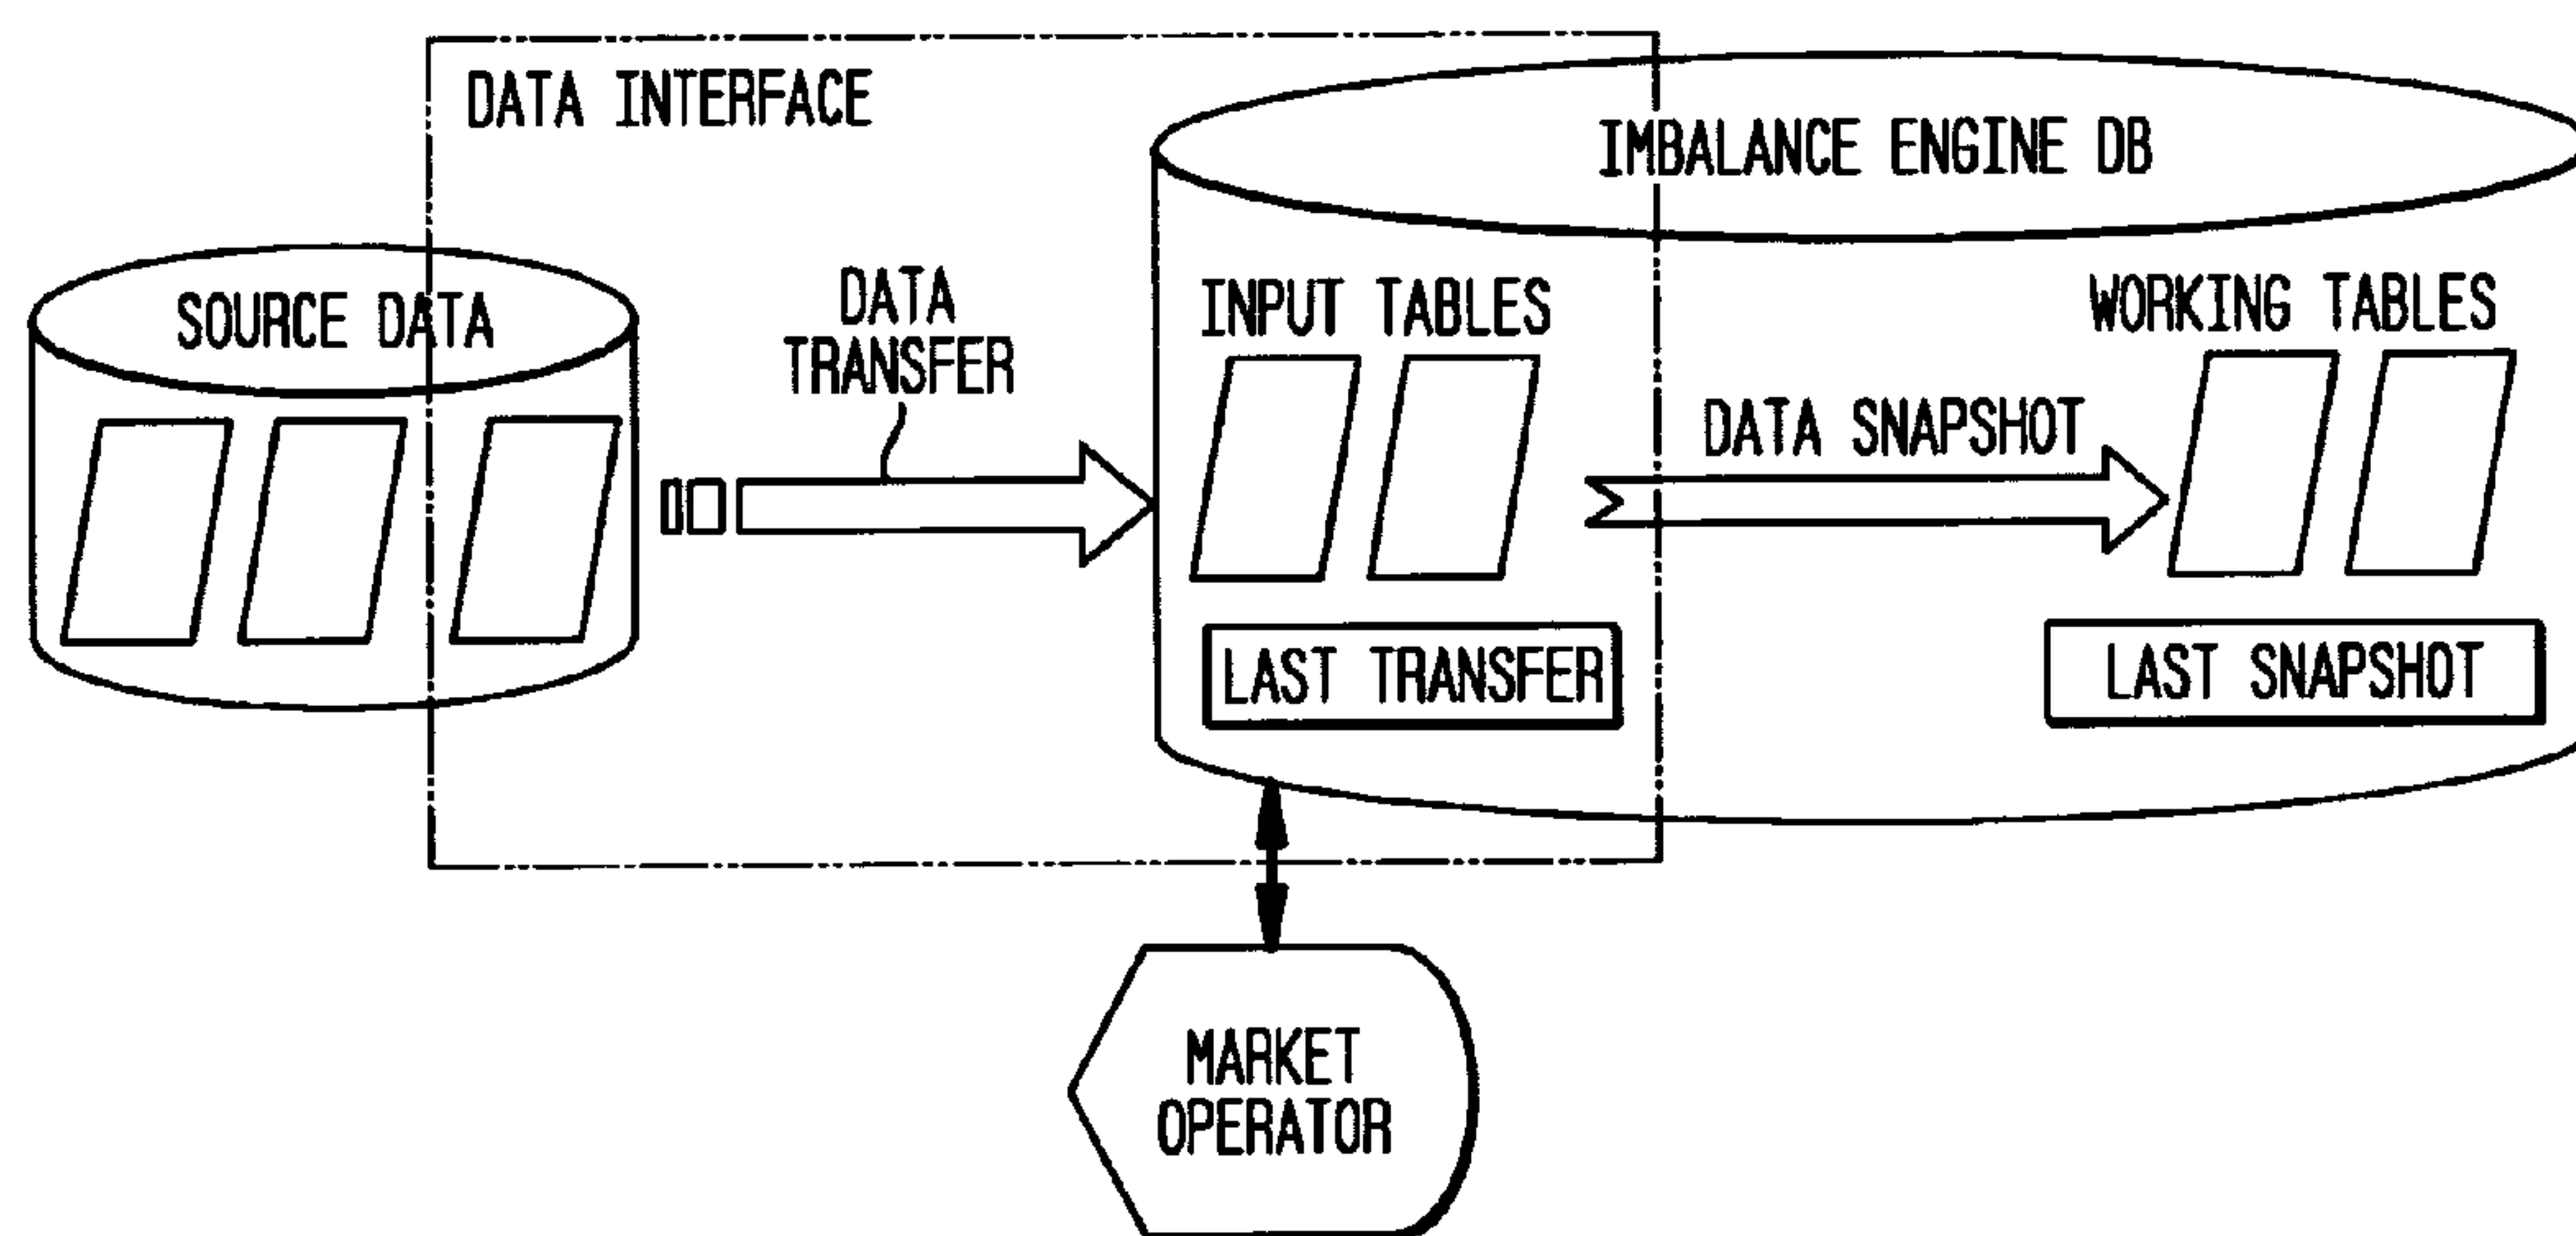 DATA INTERFACE
IMBALANCE ENGINE DB
SOURCE DATA
DATA
TRANSFER
INPUT TABLES
WORKING TABLES
DATA SNAPSHOT
LAST TRANSFER
LAST SNAPSHOT
MARKET
OPERATOR